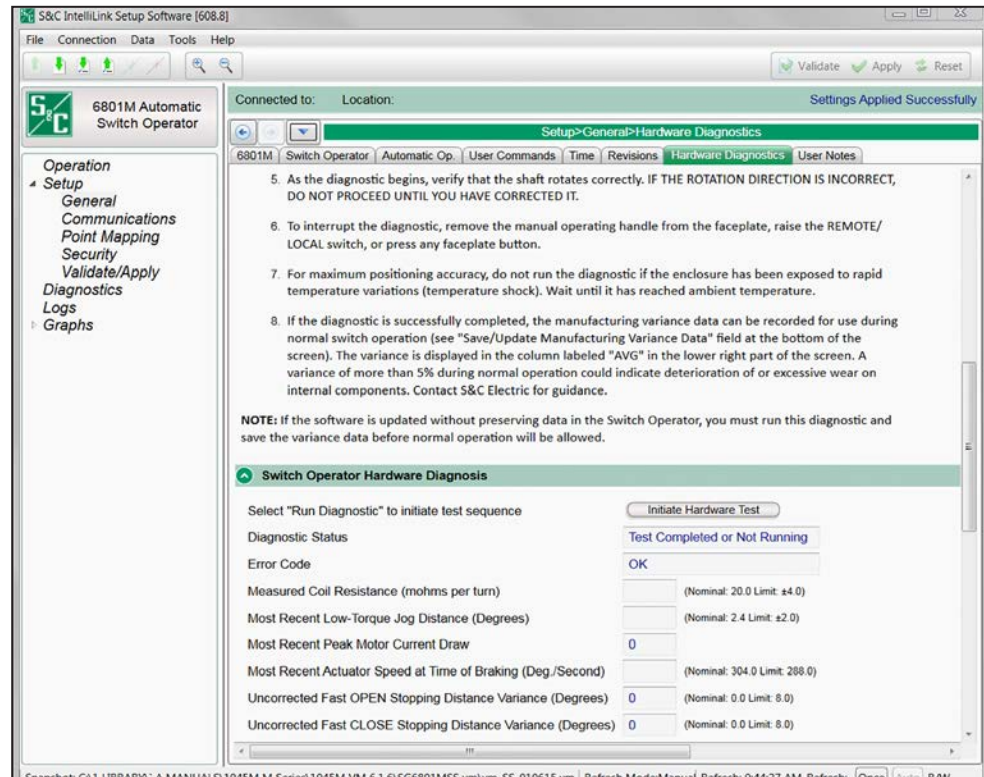 S&C IntelliLink Setup Software [608.8]
File Connection Data Tools Help
Validate Apply Reset
S&C
6801M Automatic
Switch Operator
Connected to: Location: Settings Applied Successfully
Setup>General>Hardware Diagnostics
6801M Switch Operator Automatic Op. User Commands Time Revisions Hardware Diagnostics User Notes
Operation
Setup
General
Communications
Point Mapping
Security
Validate/Apply
Diagnostics
Logs
Graphs
5. As the diagnostic begins, verify that the shaft rotates correctly. IF THE ROTATION DIRECTION IS INCORRECT,
DO NOT PROCEED UNTIL YOU HAVE CORRECTED IT.
6. To interrupt the diagnostic, remove the manual operating handle from the faceplate, raise the REMOTE/
LOCAL switch, or press any faceplate button.
7. For maximum positioning accuracy, do not run the diagnostic if the enclosure has been exposed to rapid
temperature variations (temperature shock). Wait until it has reached ambient temperature.
8. If the diagnostic is successfully completed, the manufacturing variance data can be recorded for use during
normal switch operation (see "Save/Update Manufacturing Variance Data" field at the bottom of the
screen). The variance is displayed in the column labeled "AVG" in the lower right part of the screen. A
variance of more than 5% during normal operation could indicate deterioration of or excessive wear on
internal components. Contact S&C Electric for guidance.
NOTE: If the software is updated without preserving data in the Switch Operator, you must run this diagnostic and
save the variance data before normal operation will be allowed.
Switch Operator Hardware Diagnosis
Select "Run Diagnostic" to initiate test sequence Initiate Hardware Test
Diagnostic Status Test Completed or Not Running
Error Code OK
Measured Coil Resistance (mohms per turn) (Nominal: 20.0 Limit: ±4.0)
Most Recent Low-Torque Jog Distance (Degrees) (Nominal: 2.4 Limit: ±2.0)
Most Recent Peak Motor Current Draw 0
Most Recent Actuator Speed at Time of Braking (Deg./Second) (Nominal: 304.0 Limit: 288.0)
Uncorrected Fast OPEN Stopping Distance Variance (Degrees) 0 (Nominal: 0.0 Limit: 8.0)
Uncorrected Fast CLOSE Stopping Distance Variance (Degrees) 0 (Nominal: 0.0 Limit: 8.0)